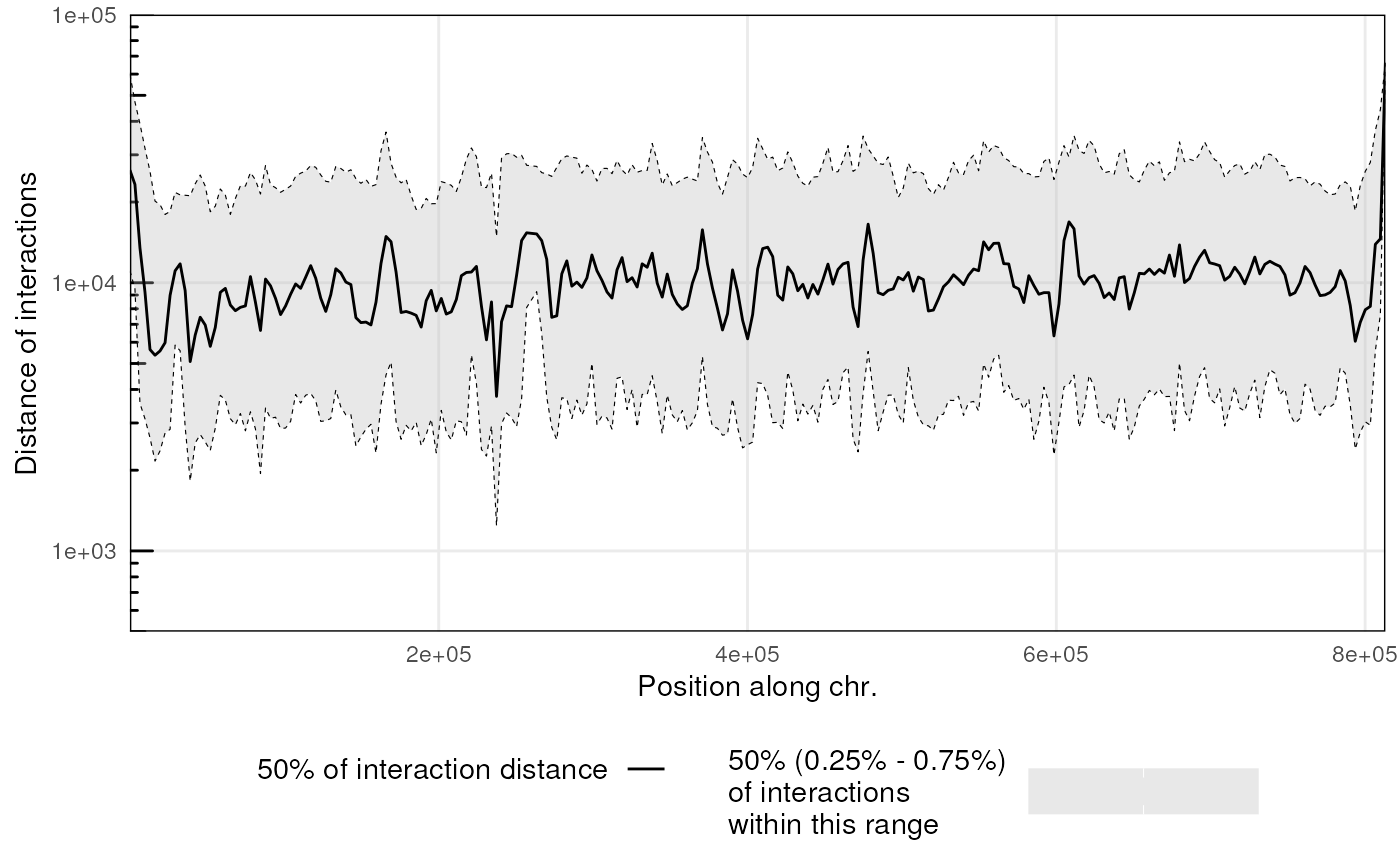 1e+05
1e+04
1e+03
Distance of interactions
2e+05
4e+05
6e+05
8e+05
Position along chr.
50% of interaction distance
50% (0.25% - 0.75%)
of interactions
within this range